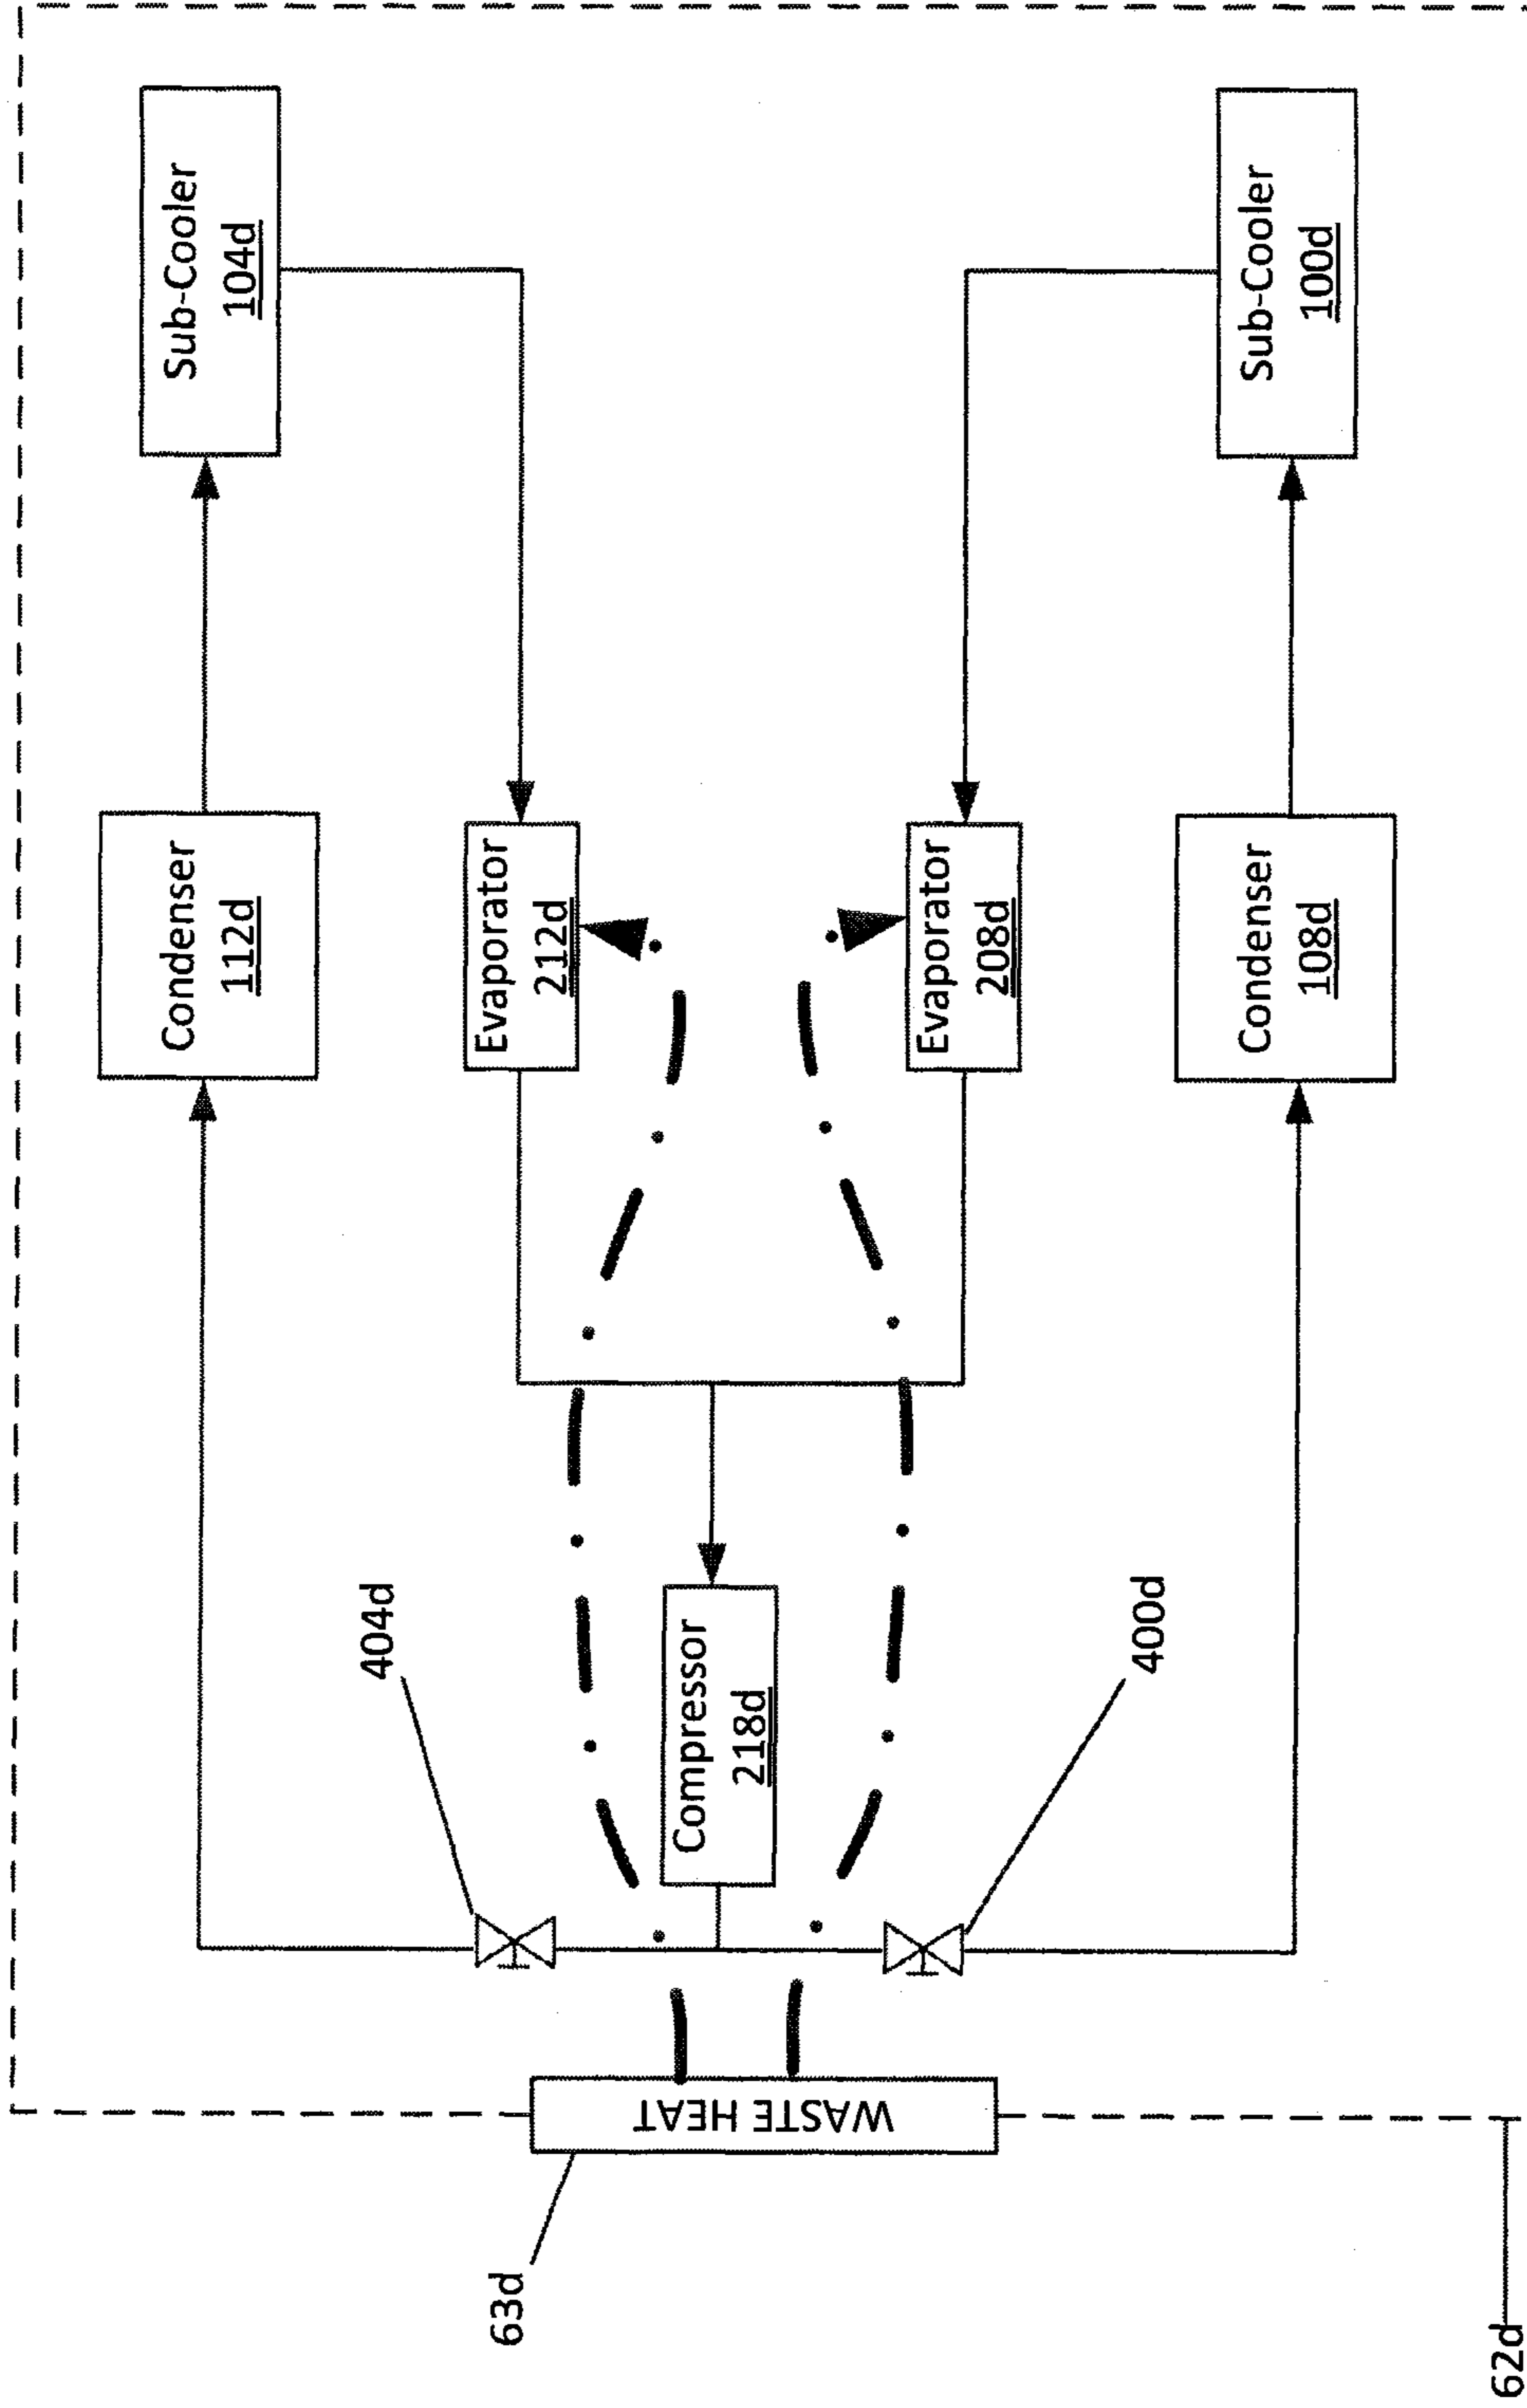 Sub-Cooler
104d
Sub-Cooler
100d
Condenser
112d
Evaporator
212d
Evaporator
208d
Condenser
108d
404d
Compressor
218d
400d
WASTE HEAT
63d
62d